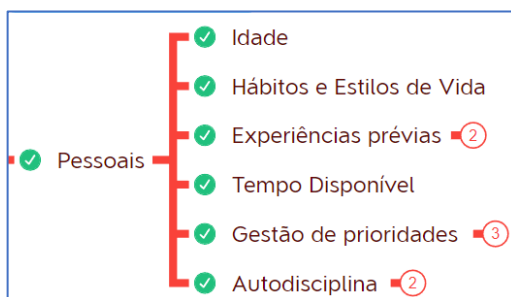 Idade
Hábitos e Estilos de Vida
Experiências prévias 2
Pessoais
Tempo Disponível
Gestão de prioridades 3
Autodisciplina 2